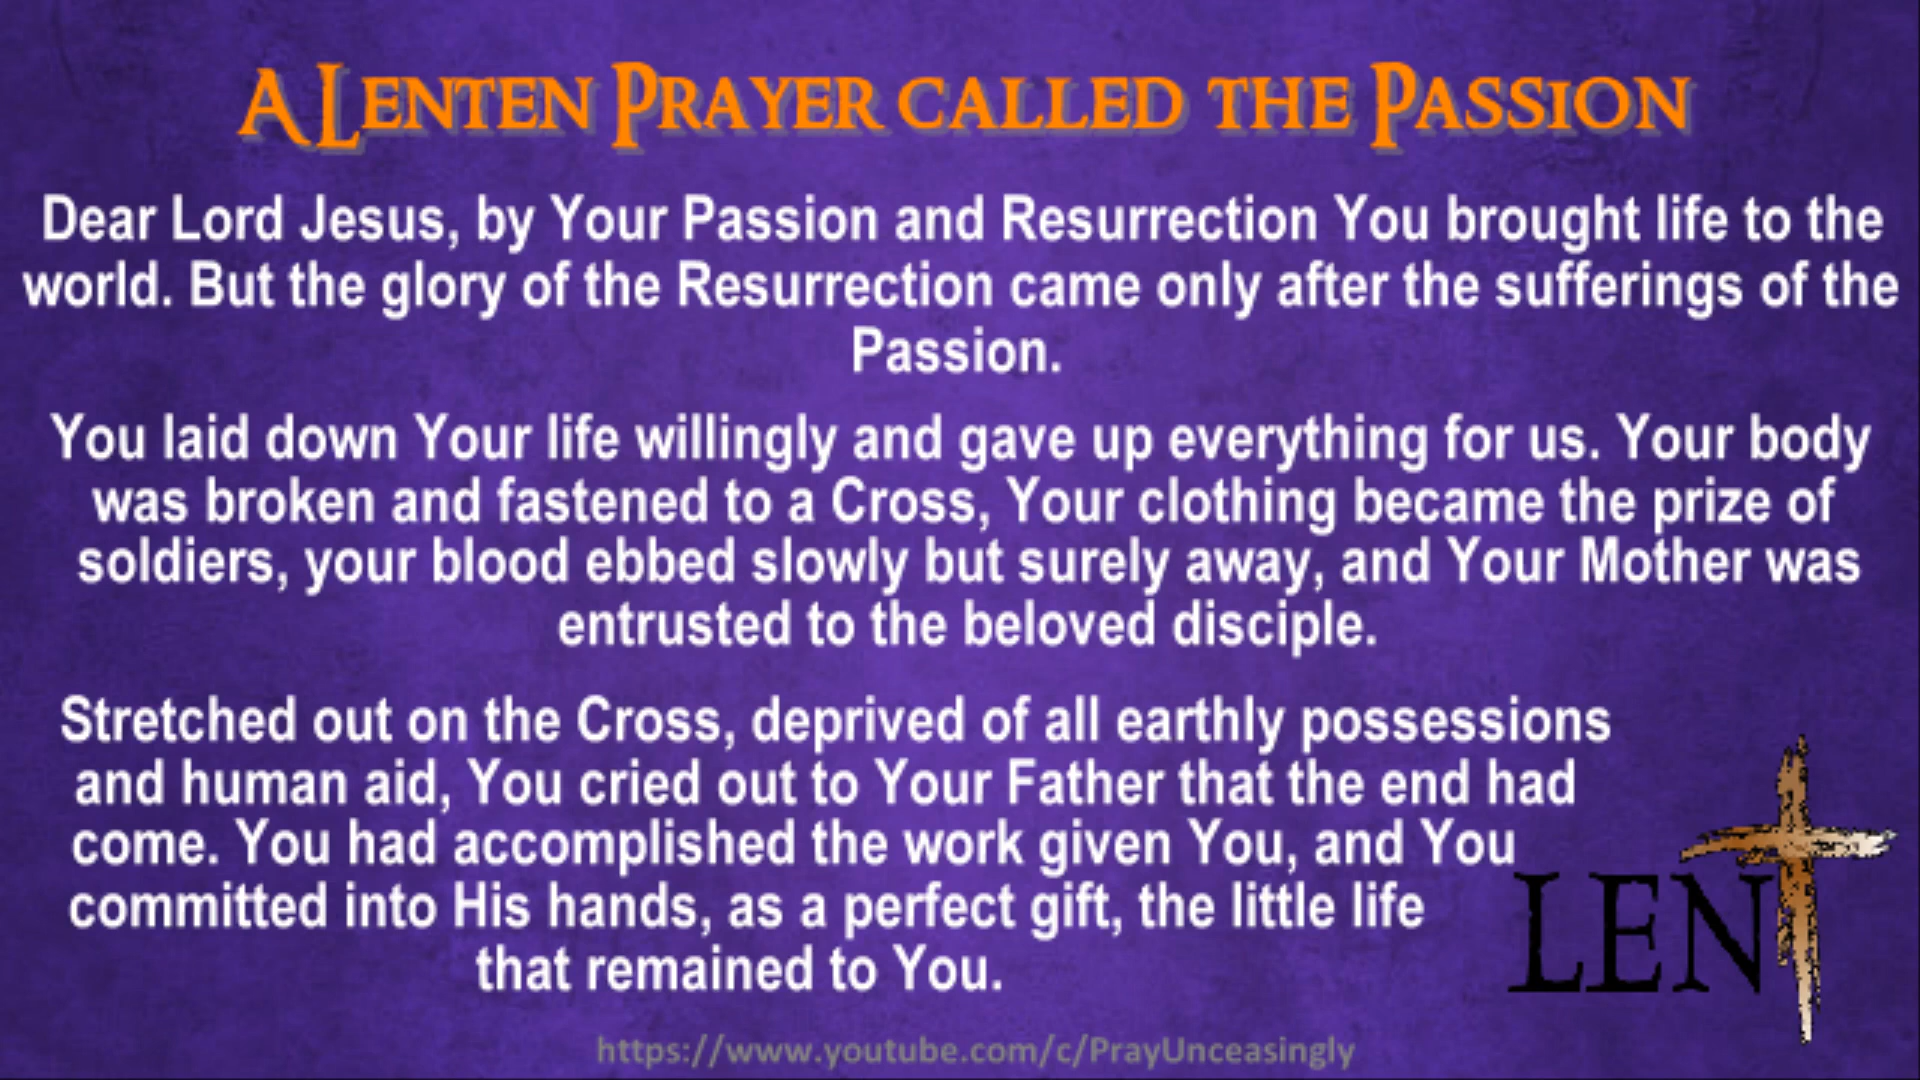 A Lenten Prayer called the Passion
Dear Lord Jesus, by Your Passion and Resurrection You brought life to the
world. But the glory of the Resurrection came only after the sufferings of the
Passion.
You laid down Your life willingly and gave up everything for us. Your body
was broken and fastened to a Cross, Your clothing became the prize of
soldiers, your blood ebbed slowly but surely away, and Your Mother was
entrusted to the beloved disciple.
Stretched out on the Cross, deprived of all earthly possessions
and human aid, You cried out to Your Father that the end had
come. You had accomplished the work given You, and You
committed into His hands, as a perfect gift, the little life
that remained to You.
LENT
https://www.youtube.com/c/PrayUnceasingly